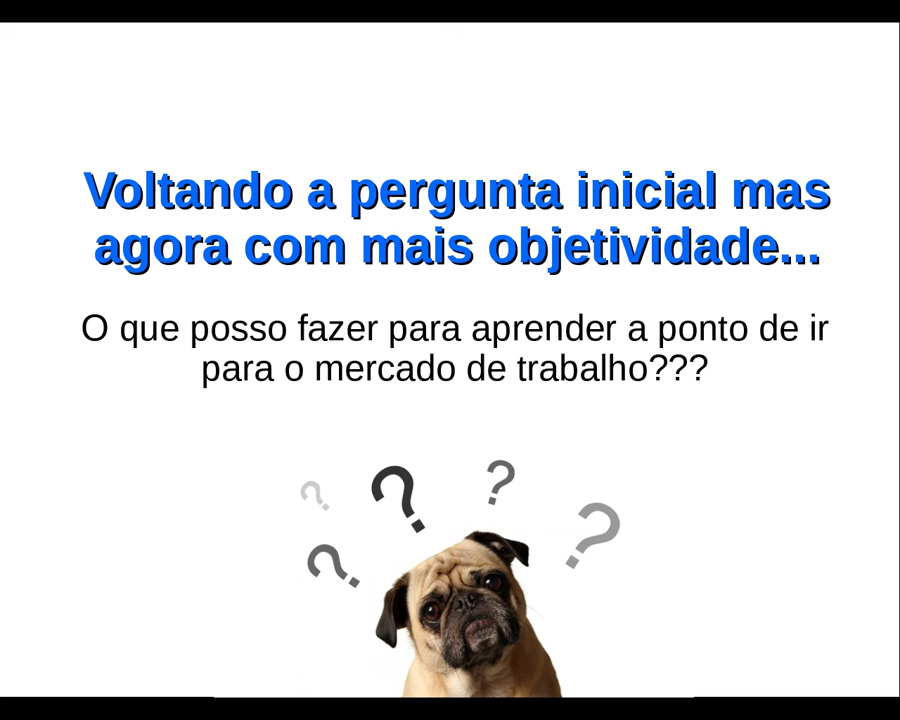 Voltando a pergunta inicial mas
agora com mais objetividade...
O que posso fazer para aprender a ponto de ir
para o mercado de trabalho???
? ? ? ? ?